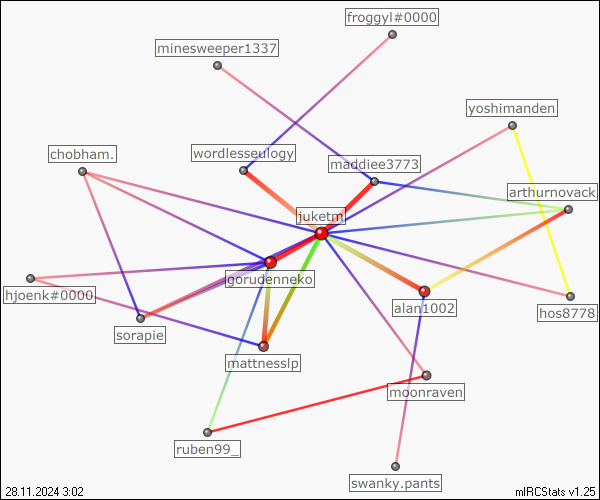 froggyl#0000
minesweeper1337
yoshimanden
chobham.
wordlesseulogy
maddiee3773
arthurnovack
juketm
gorudenneko
hjoenk#0000
alan1002
hos8778
sorapie
mattnesslp
moonraven
ruben99_
swanky.pants
28.11.2024 3:02
mIRCStats v1.25